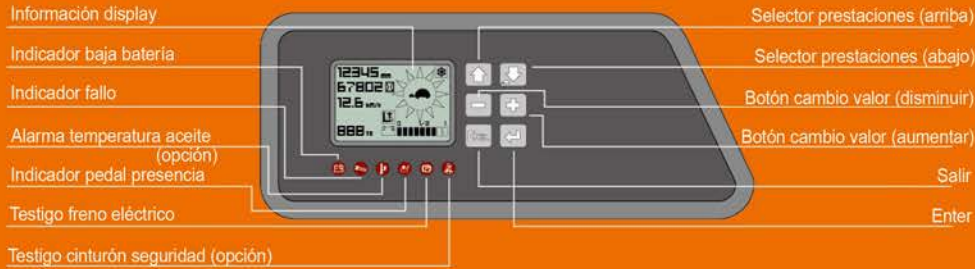 Información display
Indicador baja batería
Indicador fallo
Alarma temperatura aceite
(opción)
Indicador pedal presencia
Testigo freno eléctrico
Testigo cinturón seguridad (opción)
12345
67802
12.6 km/h
888
Selector prestaciones (arriba)
Selector prestaciones (abajo)
Botón cambio valor (disminuir)
Botón cambio valor (aumentar)
Salir
Enter